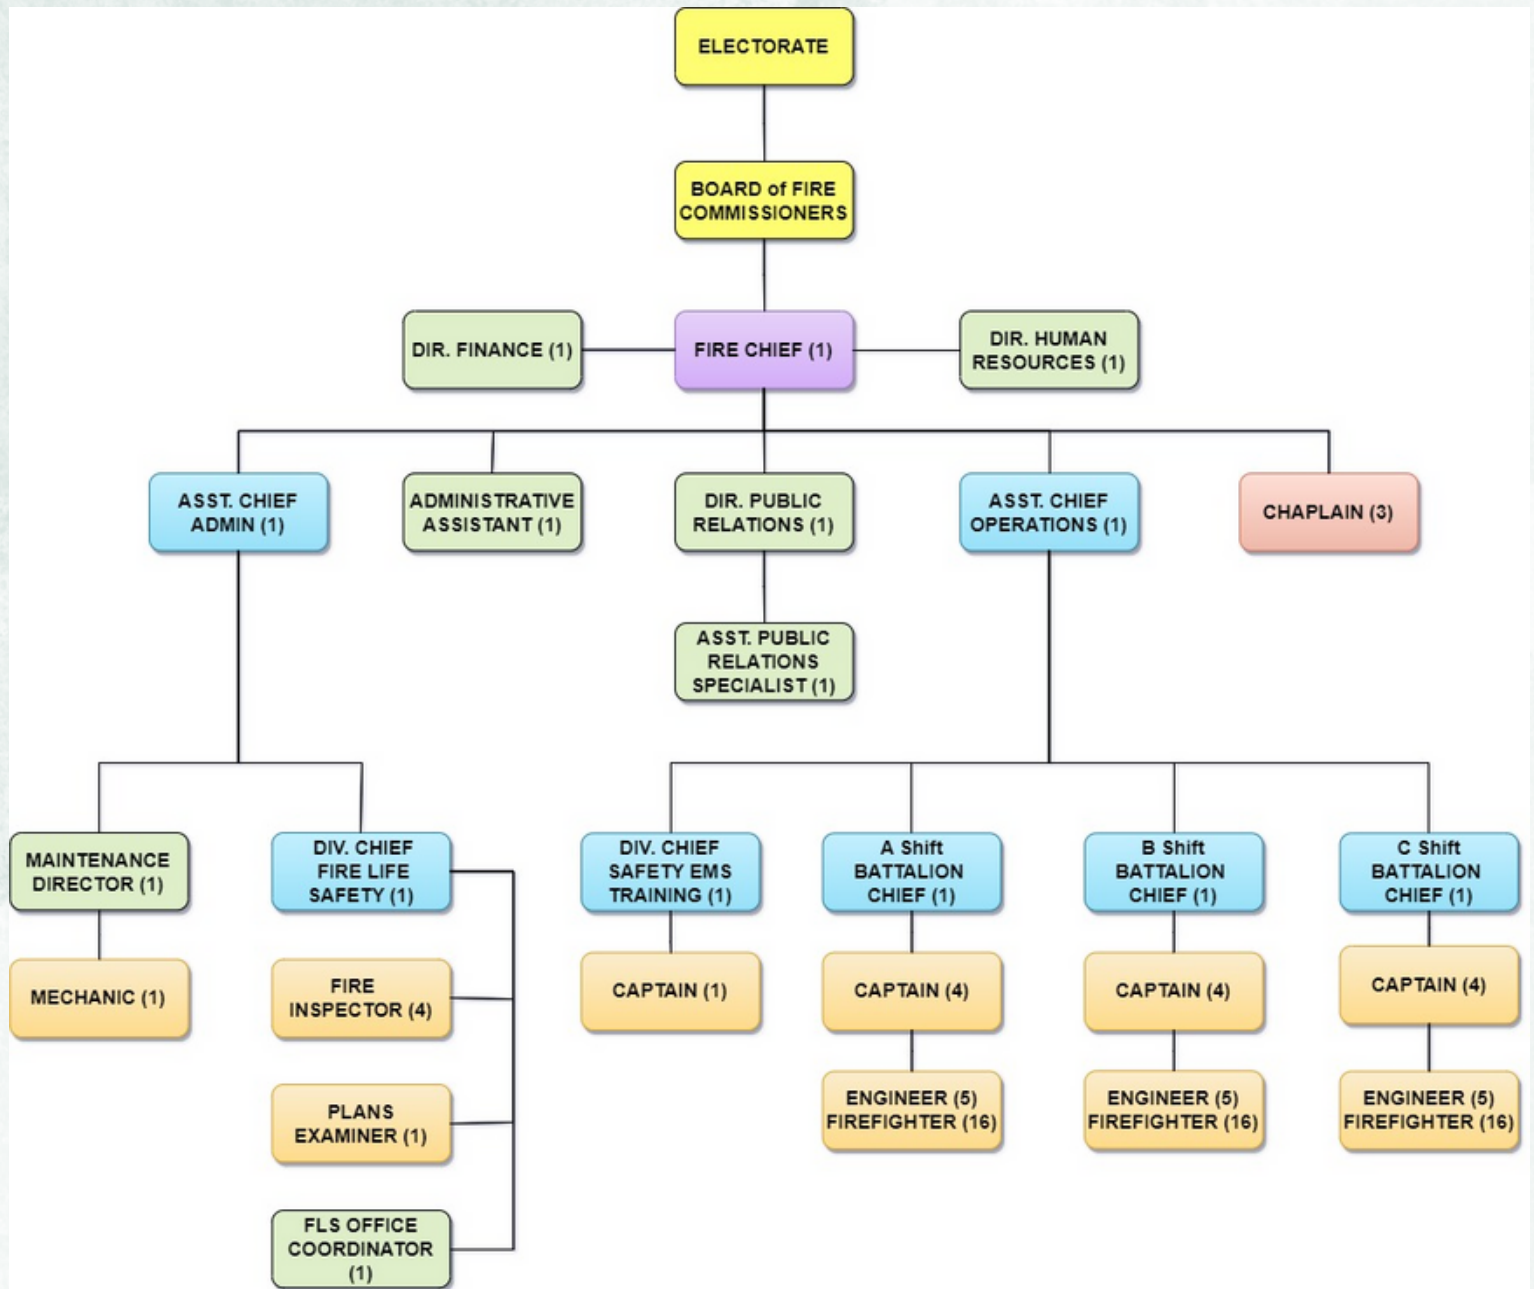 ELECTORATE
BOARD of FIRE
COMMISSIONERS
DIR. FINANCE (1)
FIRE CHIEF (1)
DIR. HUMAN
RESOURCES (1)
ASST. CHIEF
ADMIN (1)
ADMINISTRATIVE
ASSISTANT (1)
DIR. PUBLIC
RELATIONS (1)
ASST. CHIEF
OPERATIONS (1)
CHAPLAIN (3)
ASST. PUBLIC
RELATIONS
SPECIALIST (1)
MAINTENANCE
DIRECTOR (1)
DIV. CHIEF
FIRE LIFE
SAFETY (1)
DIV. CHIEF
SAFETY EMS
TRAINING (1)
A Shift
BATTALION
CHIEF (1)
B Shift
BATTALION
CHIEF (1)
C Shift
BATTALION
CHIEF (1)
MECHANIC (1)
FIRE
INSPECTOR (4)
CAPTAIN (1)
CAPTAIN (4)
CAPTAIN (4)
CAPTAIN (4)
PLANS
EXAMINER (1)
ENGINEER (5)
FIREFIGHTER (16)
ENGINEER (5)
FIREFIGHTER (16)
ENGINEER (5)
FIREFIGHTER (16)
FLS OFFICE
COORDINATOR
(1)